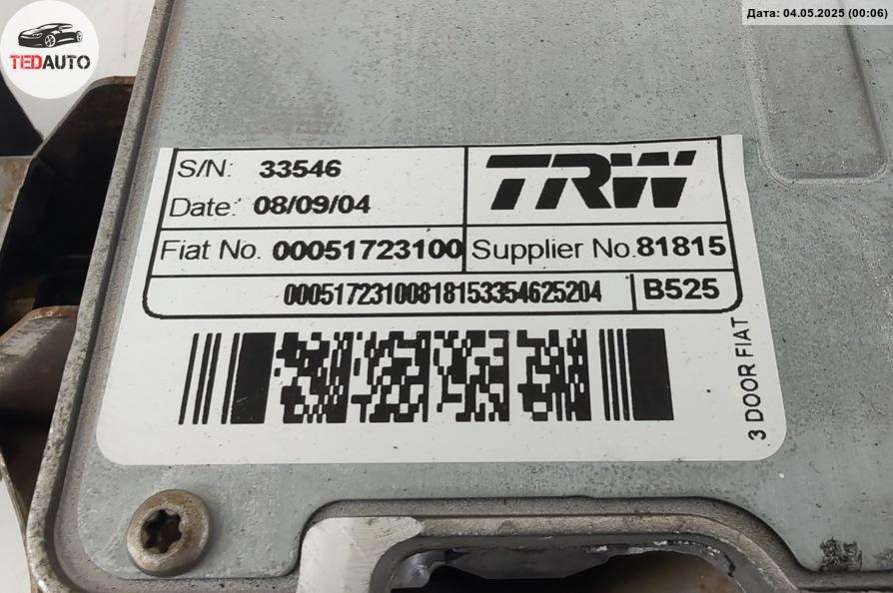 TEDAUTO
Дата: 04.05.2025 (00:06)
S/N: 33546
TRW
Date: 08/09/04
Fiat No. 00051723100 Supplier No.81815
00051723100818153354625204 B525
3 DOOR FIAT